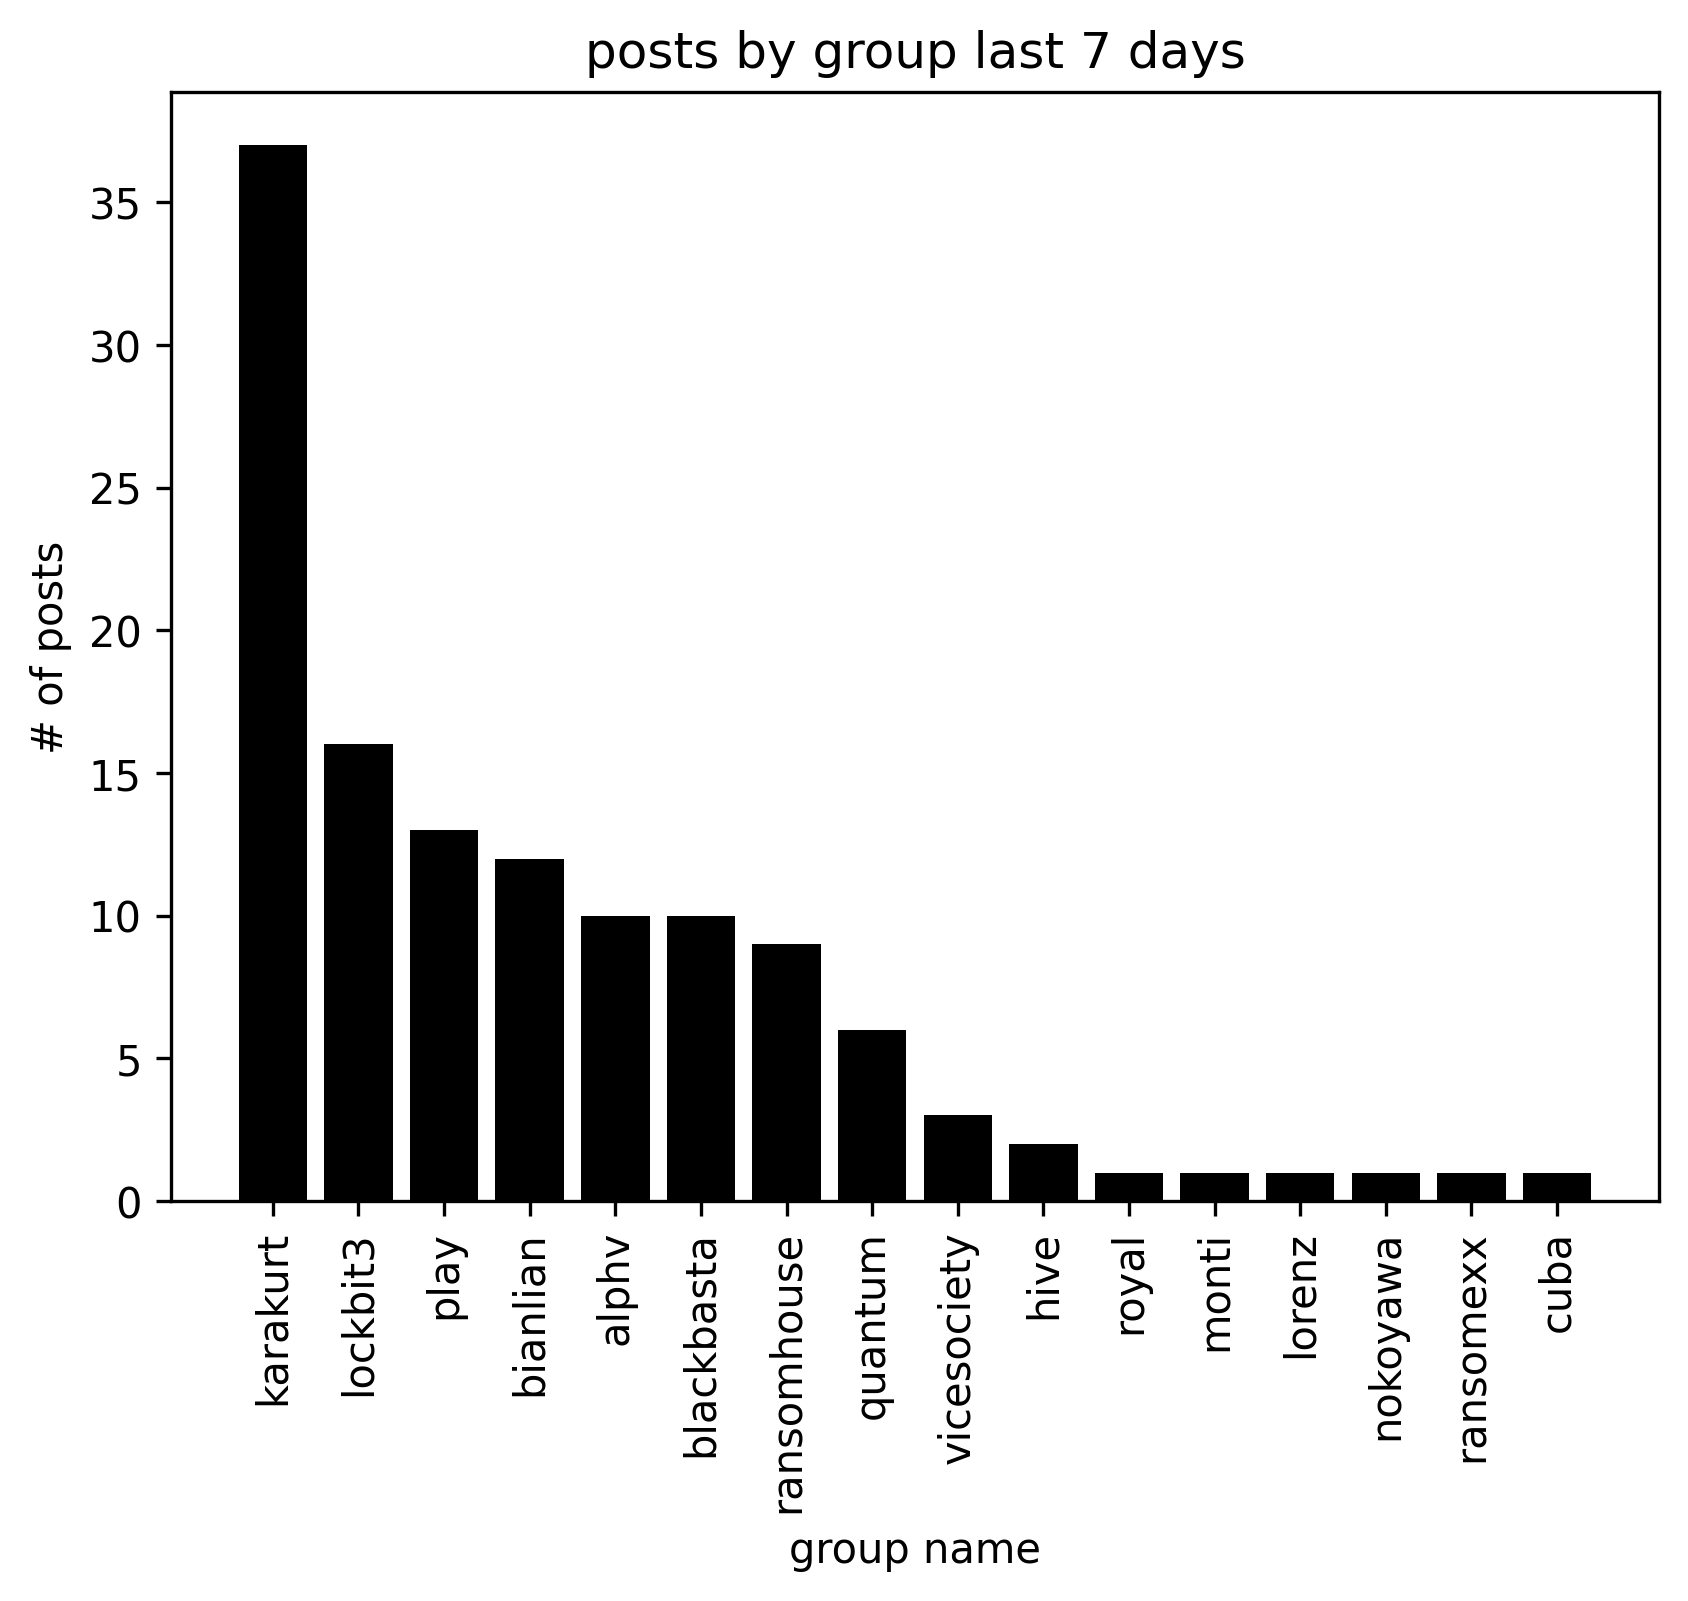 posts by group last 7 days
# of posts
35
30
25
20
15
10
5
0
karakurt
lockbit3
play
bianlian
alphv
blackbasta
ransomhouse
quantum
vicesociety
hive
royal
monti
lorenz
nokoyawa
ransomexx
cuba
group name